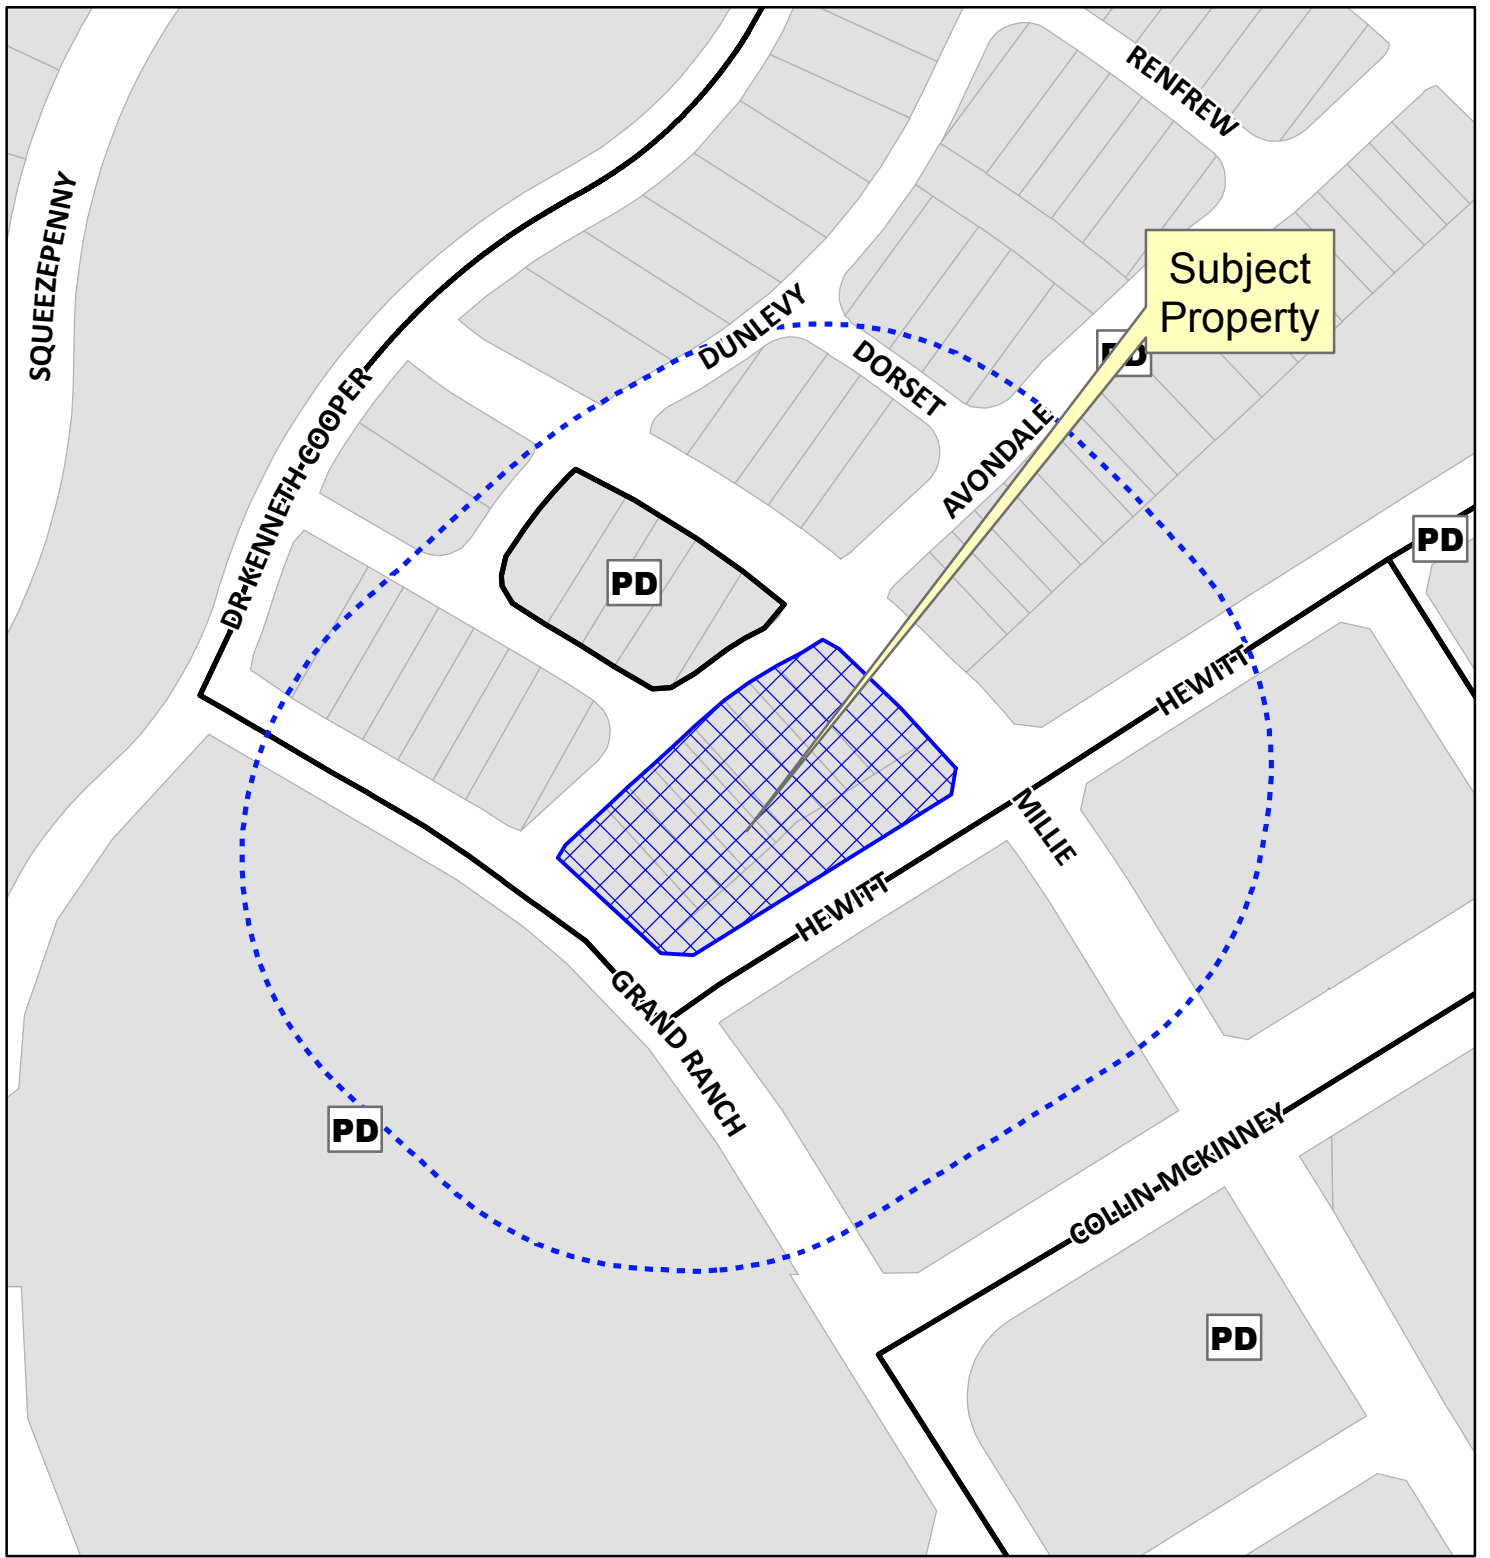 RENFREW
SQUEEZEPENNY
Subject
Property
DUNLEVY
PD
DORSET
AVONDALE
DR-KENNETH-COOPER
PD
PD
HEWITT
MILLIE
HEWITT
GRAND RANCH
PD
COLLIN-MCKINNEY
PD